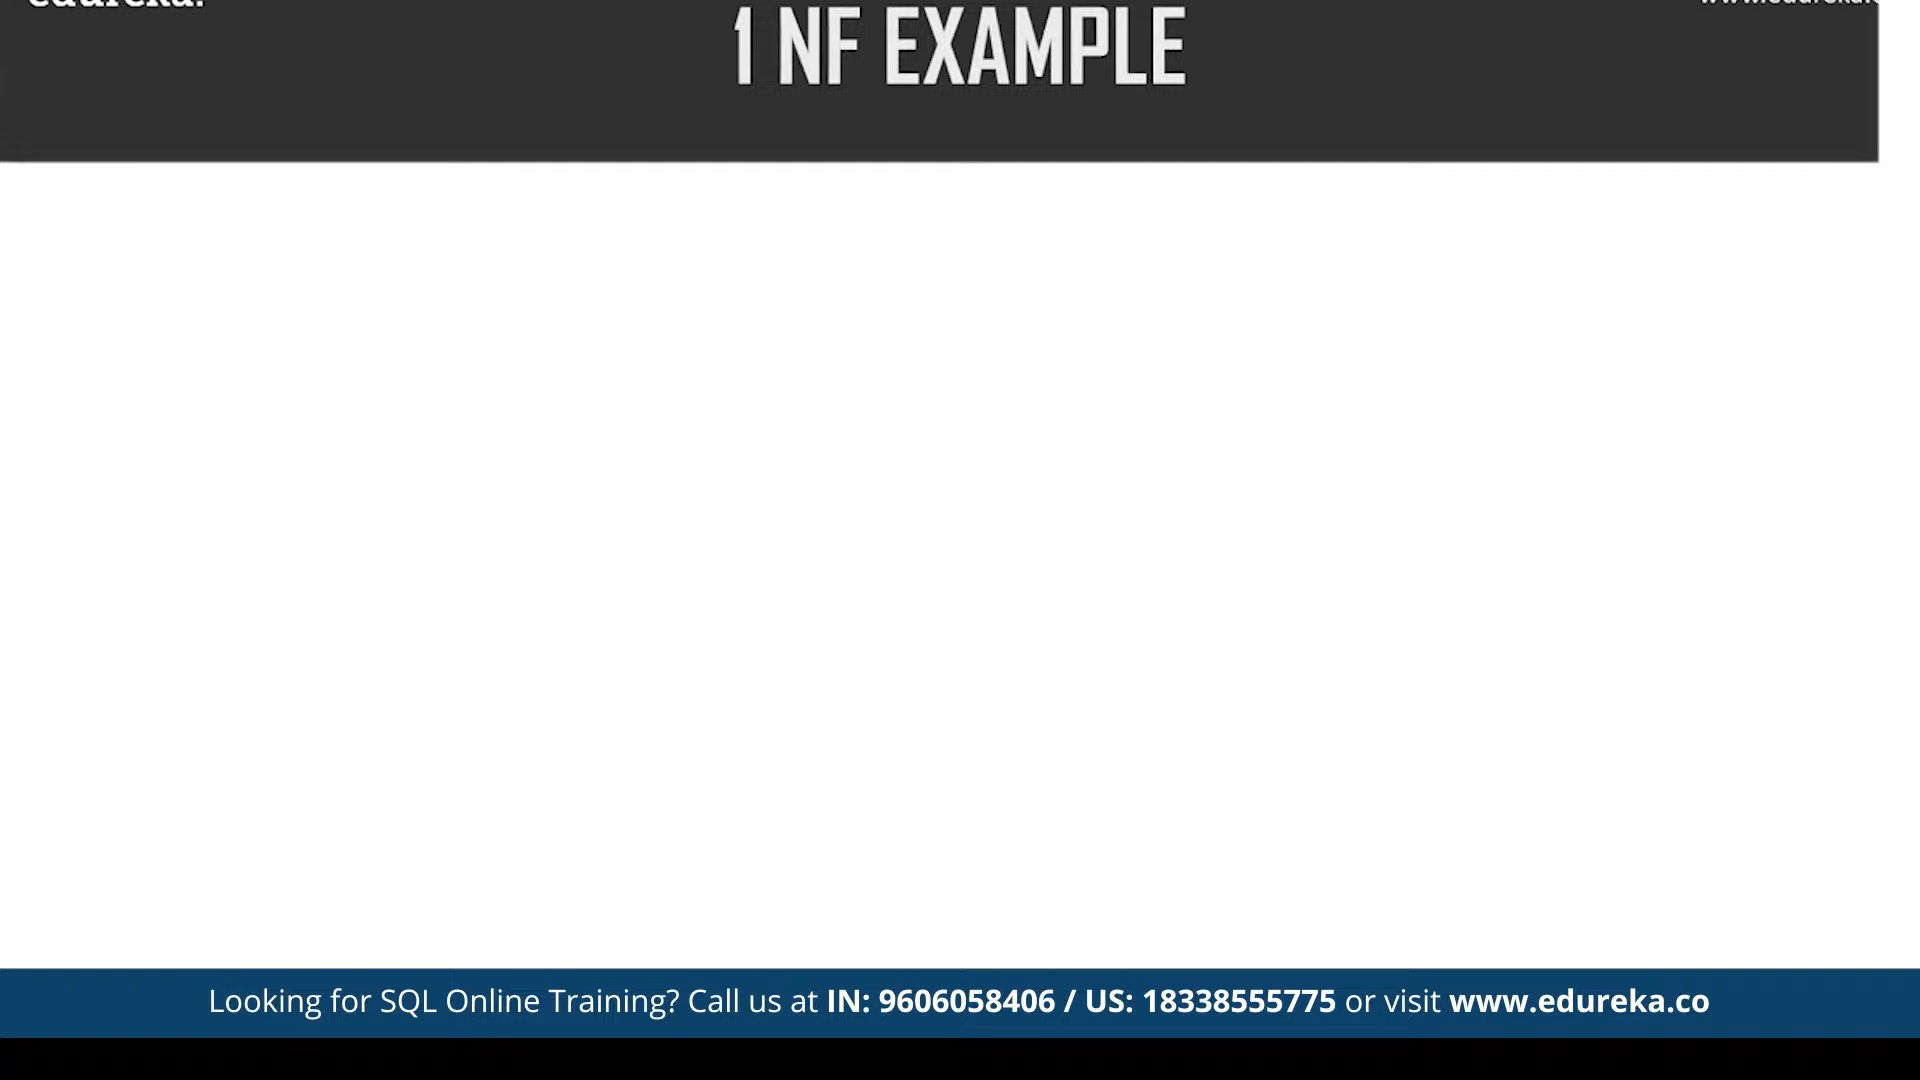 edureka!
1 NF EXAMPLE
Looking for SQL Online Training? Call us at IN: 9606058406 / US: 18338555775 or visit www.edureka.co